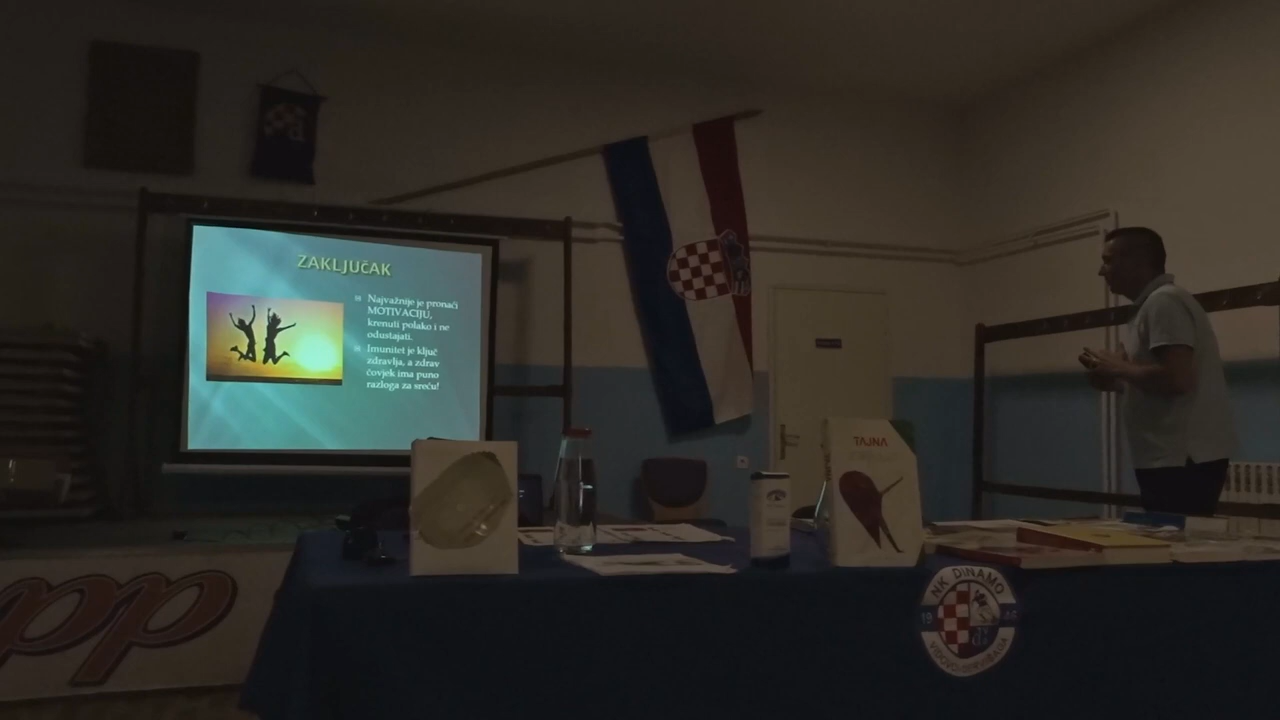 ZAKLJUČAK
Najvažnije je pronaći
MOTIVACIJU,
krenuti polako i ne
odustajati.
Imunitet je ključ
zdravlja, a zdrav
čovjek ima puno
razloga za sreću!
TAJNA
pp
NK DINAMO
19